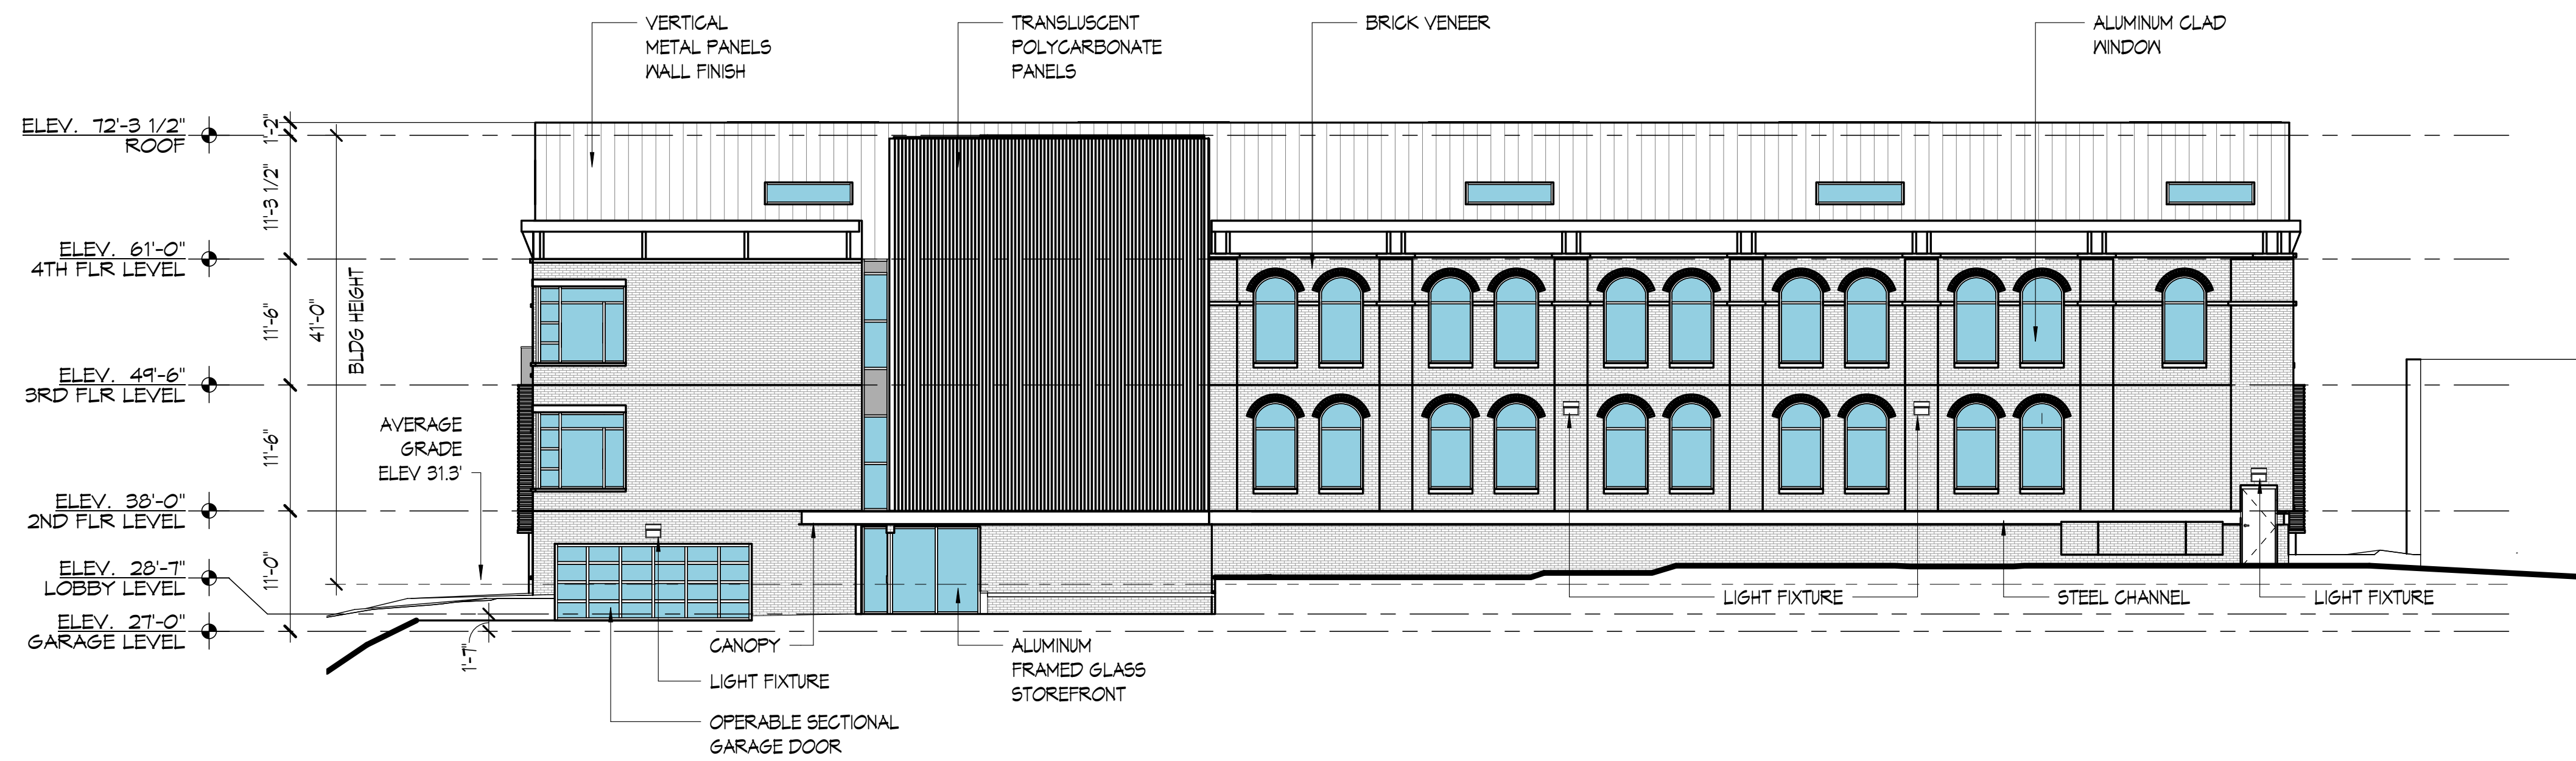 VERTICAL
METAL PANELS
WALL FINISH
TRANSLUSCENT
POLYCARBONATE
PANELS
BRICK VENEER
ALUMINUM CLAD
WINDOW
ELEV. 72'-3 1/2"
ROOF
1'-2"
11'-3 1/2"
ELEV. 61'-0"
4TH FLR LEVEL
11'-6"
41'-0"
BLDG HEIGHT
ELEV. 49'-6"
3RD FLR LEVEL
11'-6"
AVERAGE
GRADE
ELEV 31.3'
ELEV. 38'-0"
2ND FLR LEVEL
11'-0"
ELEV. 28'-7"
LOBBY LEVEL
ELEV. 27'-0"
GARAGE LEVEL
1'-7"
CANOPY
LIGHT FIXTURE
OPERABLE SECTIONAL
GARAGE DOOR
ALUMINUM
FRAMED GLASS
STOREFRONT
LIGHT FIXTURE
STEEL CHANNEL
LIGHT FIXTURE